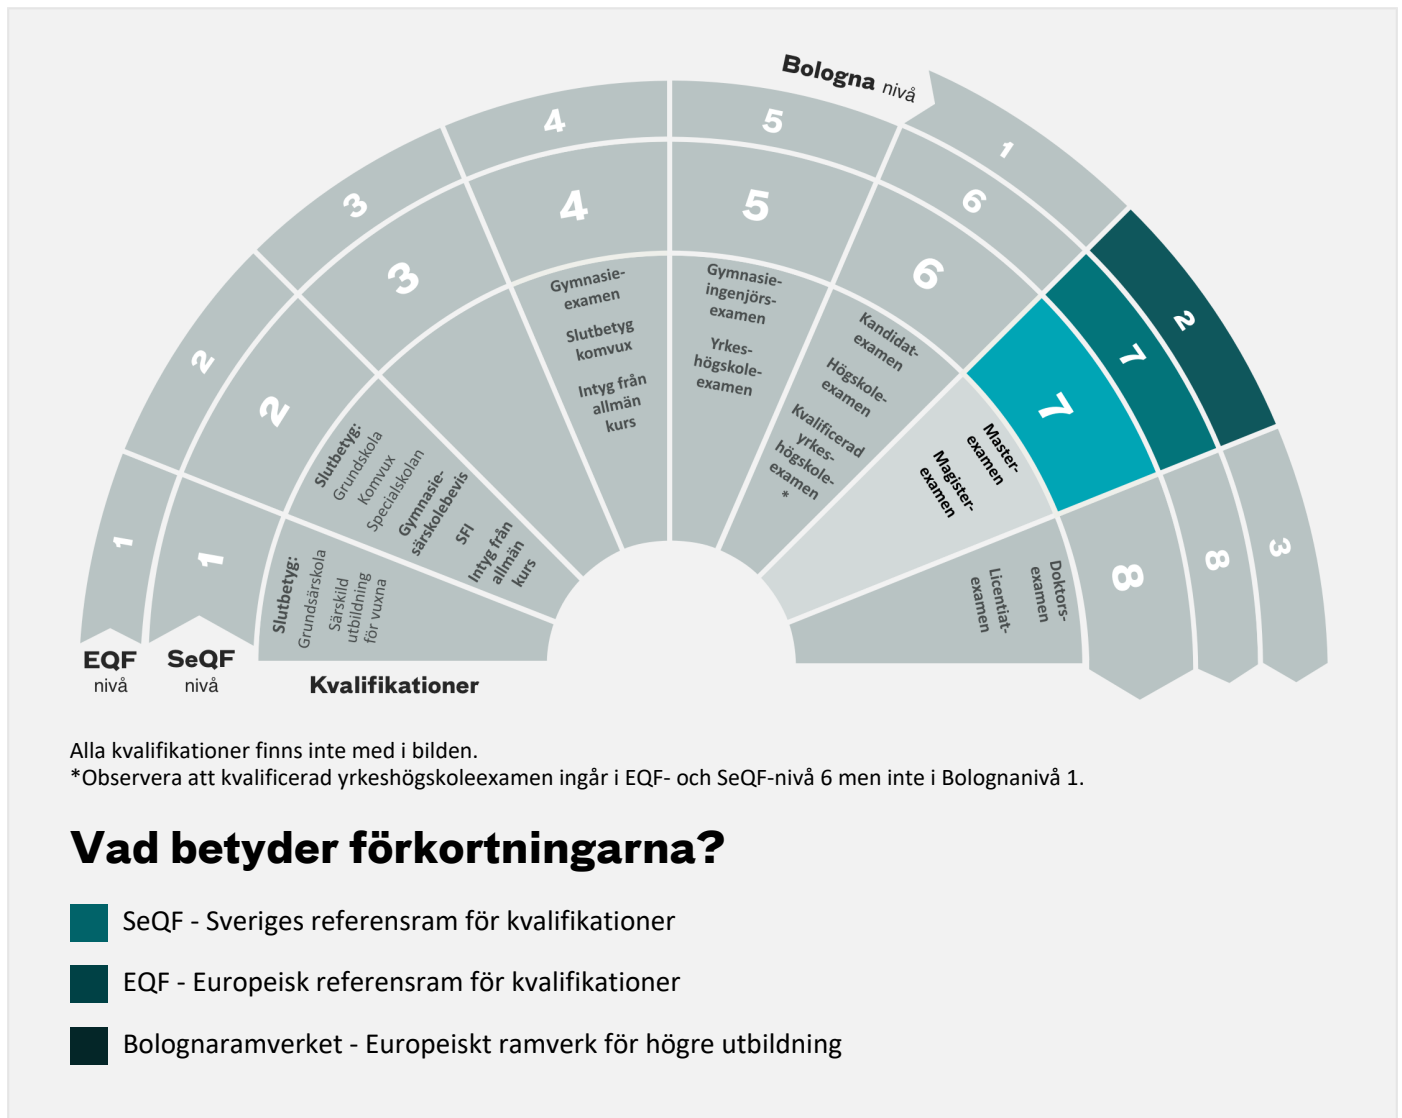 Bologna nivå
1
2
3
1
2
3
4
5
6
7
8
1
2
3
4
5
6
7
8
Slutbetyg:
Grundsärskola
Särskild
utbildning
för vuxna
Slutbetyg:
Grundskola
Komvux
Specialskolan
Gymnasie-
särskolebevis
SFI
Intyg från
allmän
kurs
Gymnasie-
examen
Slutbetyg
komvux
Intyg från
allmän
kurs
Gymnasie-
ingenjörs-
examen
Yrkes-
högskole-
examen
Kandidat-
examen
Högskole-
examen
Kvalificerad
yrkes-
högskole-
examen
*
Master-
examen
Magister-
examen
Doktors-
examen
Licentiat-
examen
EQF
nivå
SeQF
nivå
Kvalifikationer
Alla kvalifikationer finns inte med i bilden.
*Observera att kvalificerad yrkeshögskoleexamen ingår i EQF- och SeQF-nivå 6 men inte i Bolognanivå 1.
Vad betyder förkortningarna?
SeQF - Sveriges referensram för kvalifikationer
EQF - Europeisk referensram för kvalifikationer
Bolognaramverket - Europeiskt ramverk för högre utbildning